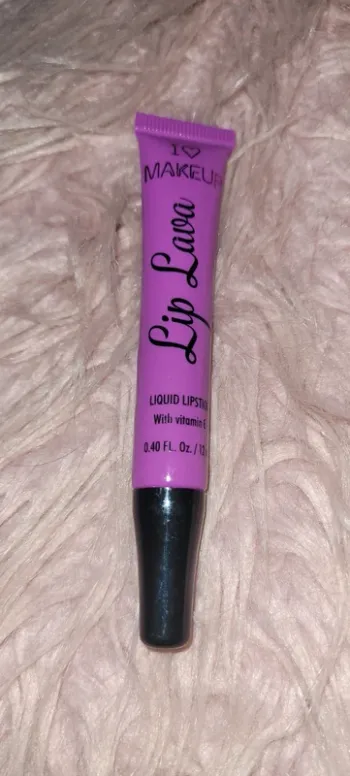 I♡
MAKEUP
Lip Lava
LIQUID
With vitamin E
0.40 FL. Oz. /